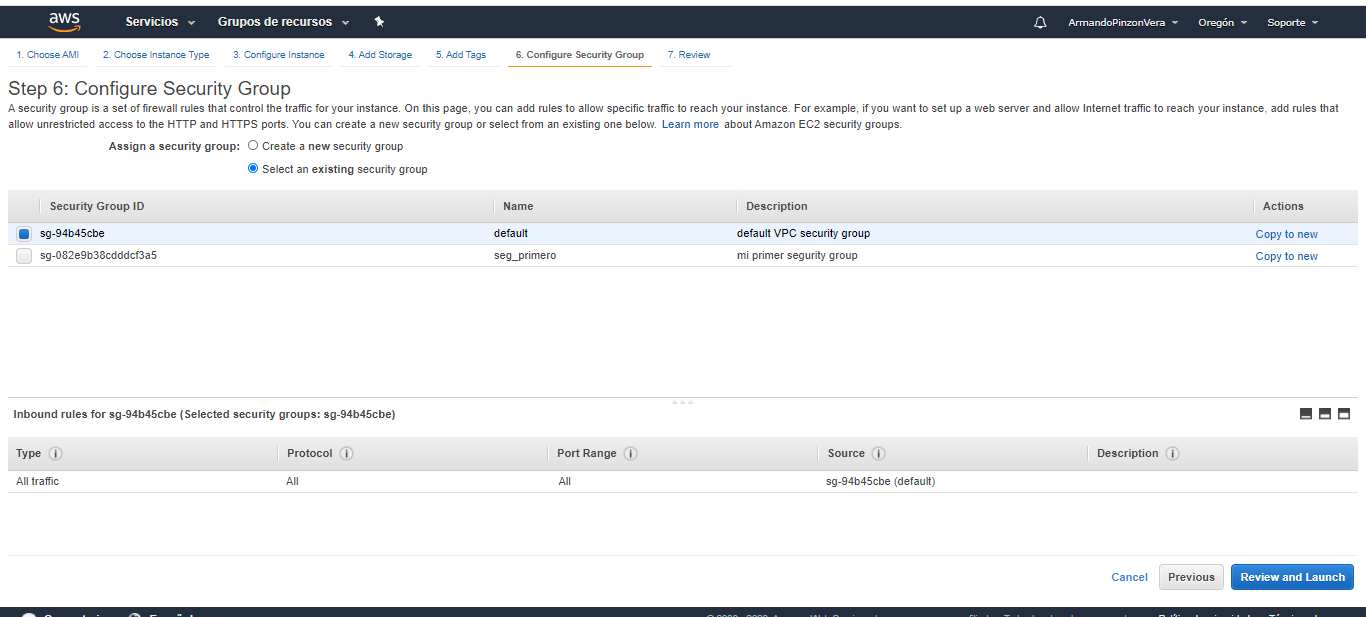 aws Servicios Grupos de recursos ArmandoPinzonVera Oregón Soporte
1. Choose AMI 2. Choose Instance Type 3. Configure Instance 4. Add Storage 5. Add Tags 6. Configure Security Group 7. Review
Step 6: Configure Security Group
A security group is a set of firewall rules that control the traffic for your instance. On this page, you can add rules to allow specific traffic to reach your instance. For example, if you want to set up a web server and allow Internet traffic to reach your instance, add rules that
allow unrestricted access to the HTTP and HTTPS ports. You can create a new security group or select from an existing one below. Learn more about Amazon EC2 security groups.
Assign a security group: Create a new security group
Select an existing security group
Security Group ID Name Description Actions
sg-94b45cbe default default VPC security group Copy to new
sg-082e9b38cdddcf3a5 seg_primero mi primer segurity group Copy to new
Inbound rules for sg-94b45cbe (Selected security groups: sg-94b45cbe)
Type Protocol Port Range Source Description
All traffic All All sg-94b45cbe (default)
Cancel Previous Review and Launch